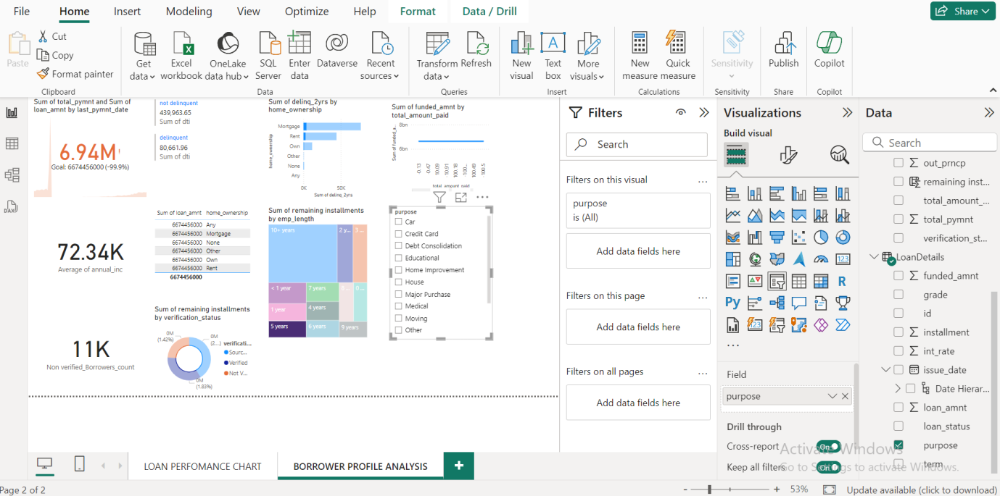 File Home Insert Modeling View Optimize Help Format Data / Drill Share
Paste Cut
Copy
Format painter
Get data Excel workbook OneLake data hub SQL Server Enter data Dataverse Recent sources Transform data Refresh New visual Text box More visuals New measure Quick measure Sensitivity Publish Copilot
Clipboard Data Queries Insert Calculations Sensitivity Share Copilot
Sum of total_pymnt and Sum of
loan_amnt by last_pymnt_date
6.94M!
Goal: 6674456000 (-99.9%)
not delinquent
439,963.65
Sum of dti
delinquent
80,661.96
Sum of dti
Sum of delinq_2yrs by
home_ownership
home_ownership
Mortgage
Rent
Own
Other
None
Any
0K 50K
Sum of delinq_2yrs
Sum of funded_amnt by
total_amount_paid
Sum of funded_a...
8bn
6bn
0.13 0.47 10.09 10.91 100.18 100... 100.49 100.5
total_amount_paid
72.34K
Average of annual_inc
Sum of loan_amnt home_ownership
6674456000 Any
6674456000 Mortgage
6674456000 None
6674456000 Other
6674456000 Own
6674456000 Rent
6674456000
Sum of remaining installments
by emp_length
10+ years
2 y...
3 ...
< 1 year
7 years
8...
0 ...
1 year
4 years
5 years
6 years
9 years
purpose
Car
Credit Card
Debt Consolidation
Educational
Home Improvement
House
Major Purchase
Medical
Moving
Other
11K
Non verified_Borrowers_count
Sum of remaining installments
by verification_status
0M
(1.42%)
0M
(2...)
0M
(1.83%)
verificati...
Sourc...
Verified
Not V...
Filters
Search
Filters on this visual ...
purpose
is (All)
Add data fields here
Filters on this page ...
Add data fields here
Filters on all pages ...
Add data fields here
Visualizations
Build visual
123
R
Py
123
...
Field
purpose
Drill through
Cross-report On
Keep all filters On
Data
Search
out_prncp
remaining inst...
total_amount_...
total_pymnt
verification_st...
LoanDetails
funded_amnt
grade
id
installment
int_rate
issue_date
Date Hierar...
loan_amnt
loan_status
purpose
term
Activate Windows
Go to Settings to activate Windows.
LOAN PERFOMANCE CHART BORROWER PROFILE ANALYSIS +
Page 2 of 2 - + 53% Update available (click to download)
DAX